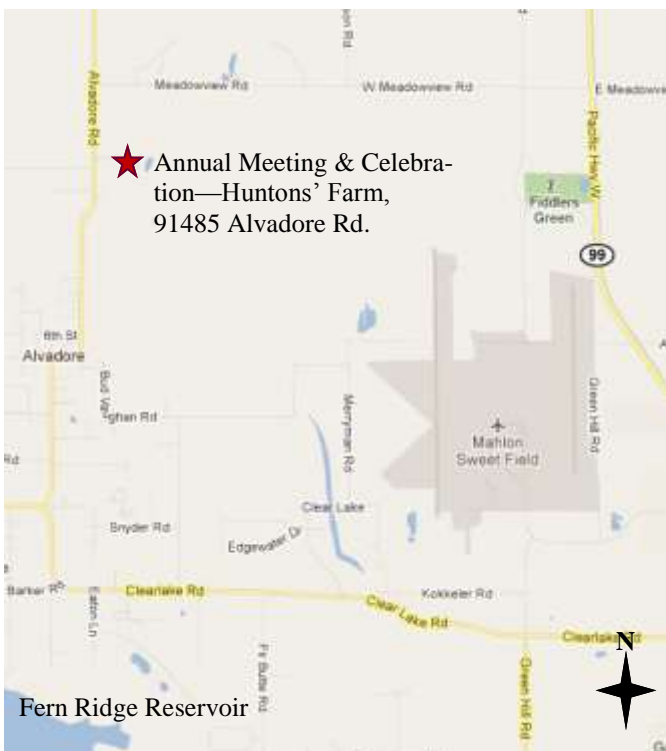 Alvadore Rd
Meadowview Rd
W Meadowview Rd
E Meadowview
Pacific Hwy W
Annual Meeting & Celebra-
tion—Huntons' Farm,
91485 Alvadore Rd.
Fiddlers
Green
99
8th St
Alvadore
Merryman Rd
Green Hill Rd
Mahlon
Sweet Field
Rd
Clear Lake
Snyder Rd
Edgewater Dr
Clearlake Rd
Kokkeler Rd
Eaton Ln
Clear Lake Rd
Clearlake Rd
N
Green Hill Rd
Fir Butte Rd
Fern Ridge Reservoir